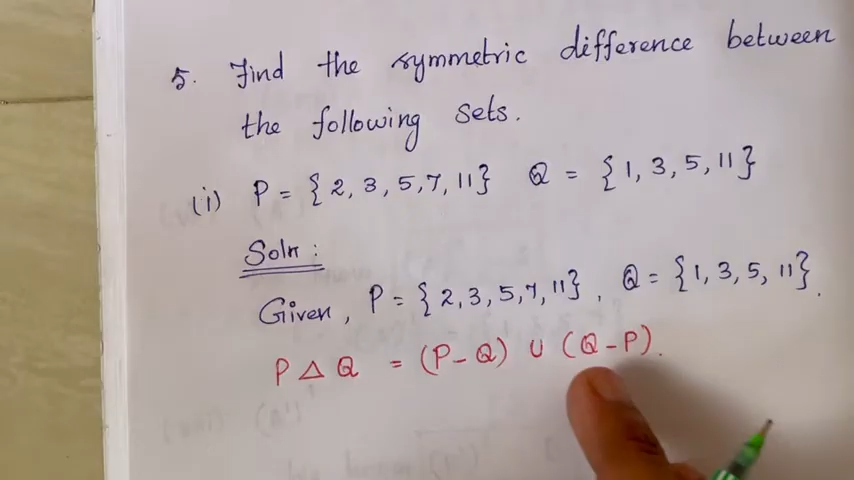 5. Find the symmetric difference between
the following sets.
(i) P = {2, 3, 5, 7, 11} Q = {1, 3, 5, 11}
Soln :
Given, P = {2, 3, 5, 7, 11}, Q = {1, 3, 5, 11}.
P Δ Q = (P - Q) ∪ (Q - P).